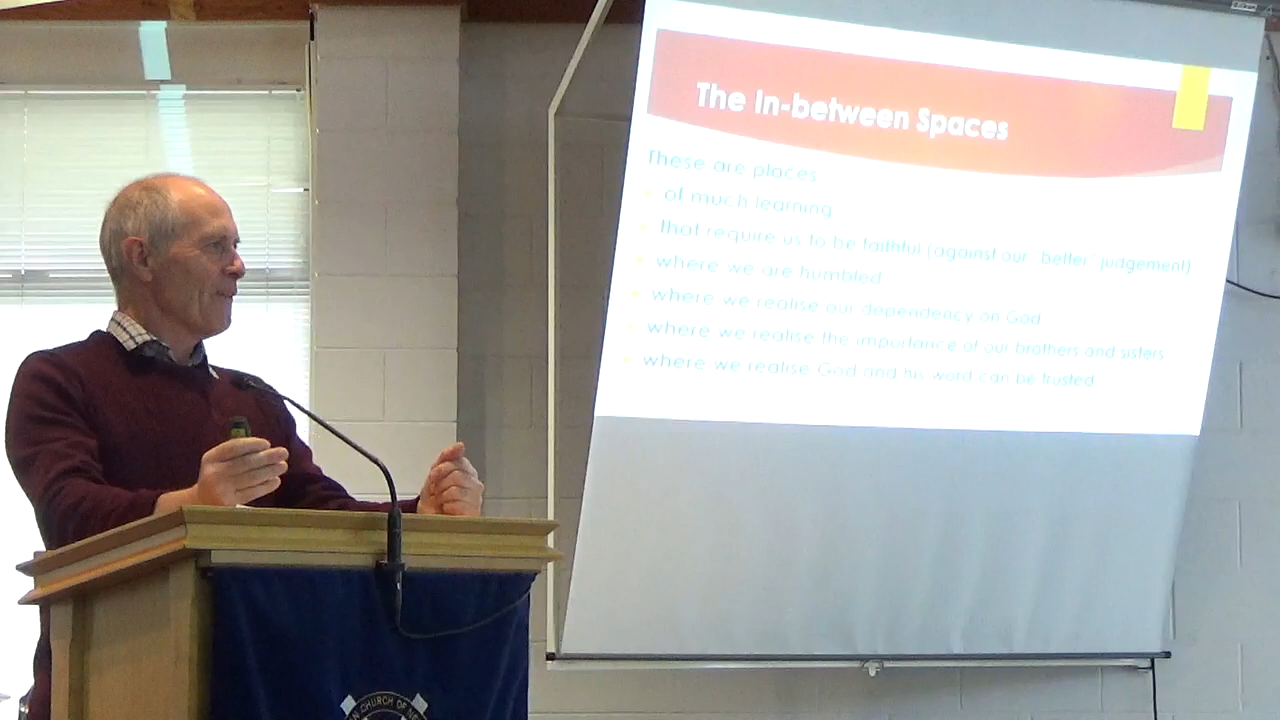 The In-between Spaces
These are places
of much learning
that require us to be faithful (against our "better" judgement)
where we are humbled
where we realise our dependency on God
where we realise the importance of our brothers and sisters
where we realise God and his word can be trusted
CHURCH OF